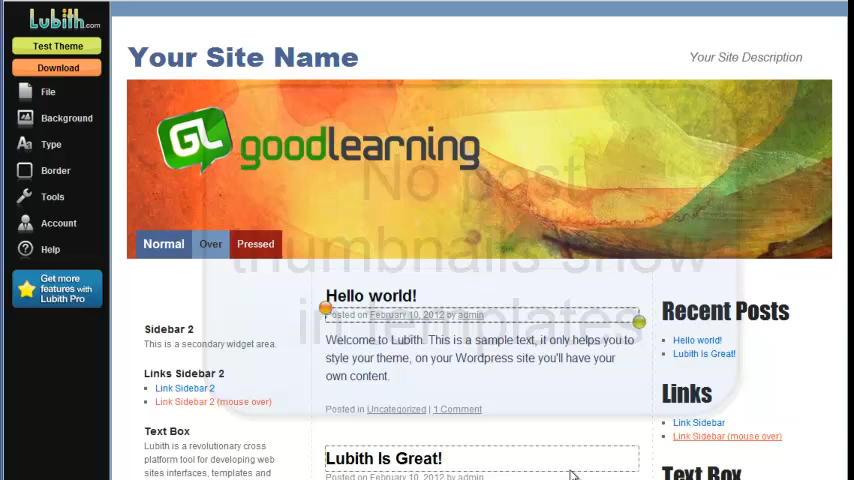 Lubith.com
Test Theme
Download
File
Background
Type
Border
Tools
Account
Help
Get more
features with
Lubith Pro
Your Site Name
Your Site Description
GL goodlearning
No post
thumbnails show
in templates
Normal
Over
Pressed
Sidebar 2
This is a secondary widget area.
Links Sidebar 2
Link Sidebar 2
Link Sidebar 2 (mouse over)
Text Box
Lubith is a revolutionary cross
platform tool for developing web
sites interfaces, templates and
Hello world!
Posted on February 10, 2012 by admin
Welcome to Lubith. This is a sample text, it only helps you to
style your theme, on your Wordpress site you'll have your
own content.
Posted in Uncategorized | 1 Comment
Lubith Is Great!
Posted on February 10, 2012 by admin
Recent Posts
Hello world!
Lubith Is Great!
Links
Link Sidebar
Link Sidebar (mouse over)
Text Box